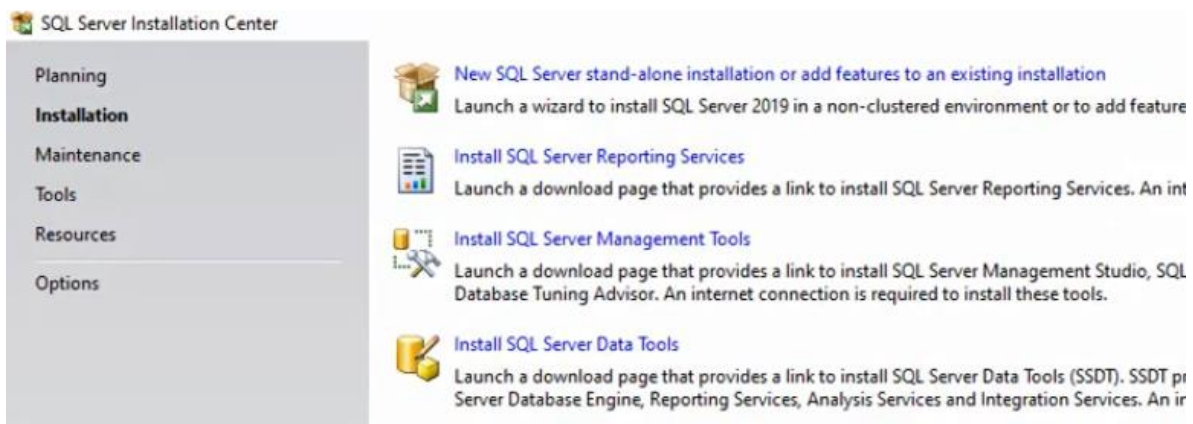 SQL Server Installation Center
Planning
Installation
Maintenance
Tools
Resources
Options
New SQL Server stand-alone installation or add features to an existing installation
Launch a wizard to install SQL Server 2019 in a non-clustered environment or to add feature
Install SQL Server Reporting Services
Launch a download page that provides a link to install SQL Server Reporting Services. An int
Install SQL Server Management Tools
Launch a download page that provides a link to install SQL Server Management Studio, SQL
Database Tuning Advisor. An internet connection is required to install these tools.
Install SQL Server Data Tools
Launch a download page that provides a link to install SQL Server Data Tools (SSDT). SSDT pr
Server Database Engine, Reporting Services, Analysis Services and Integration Services. An in